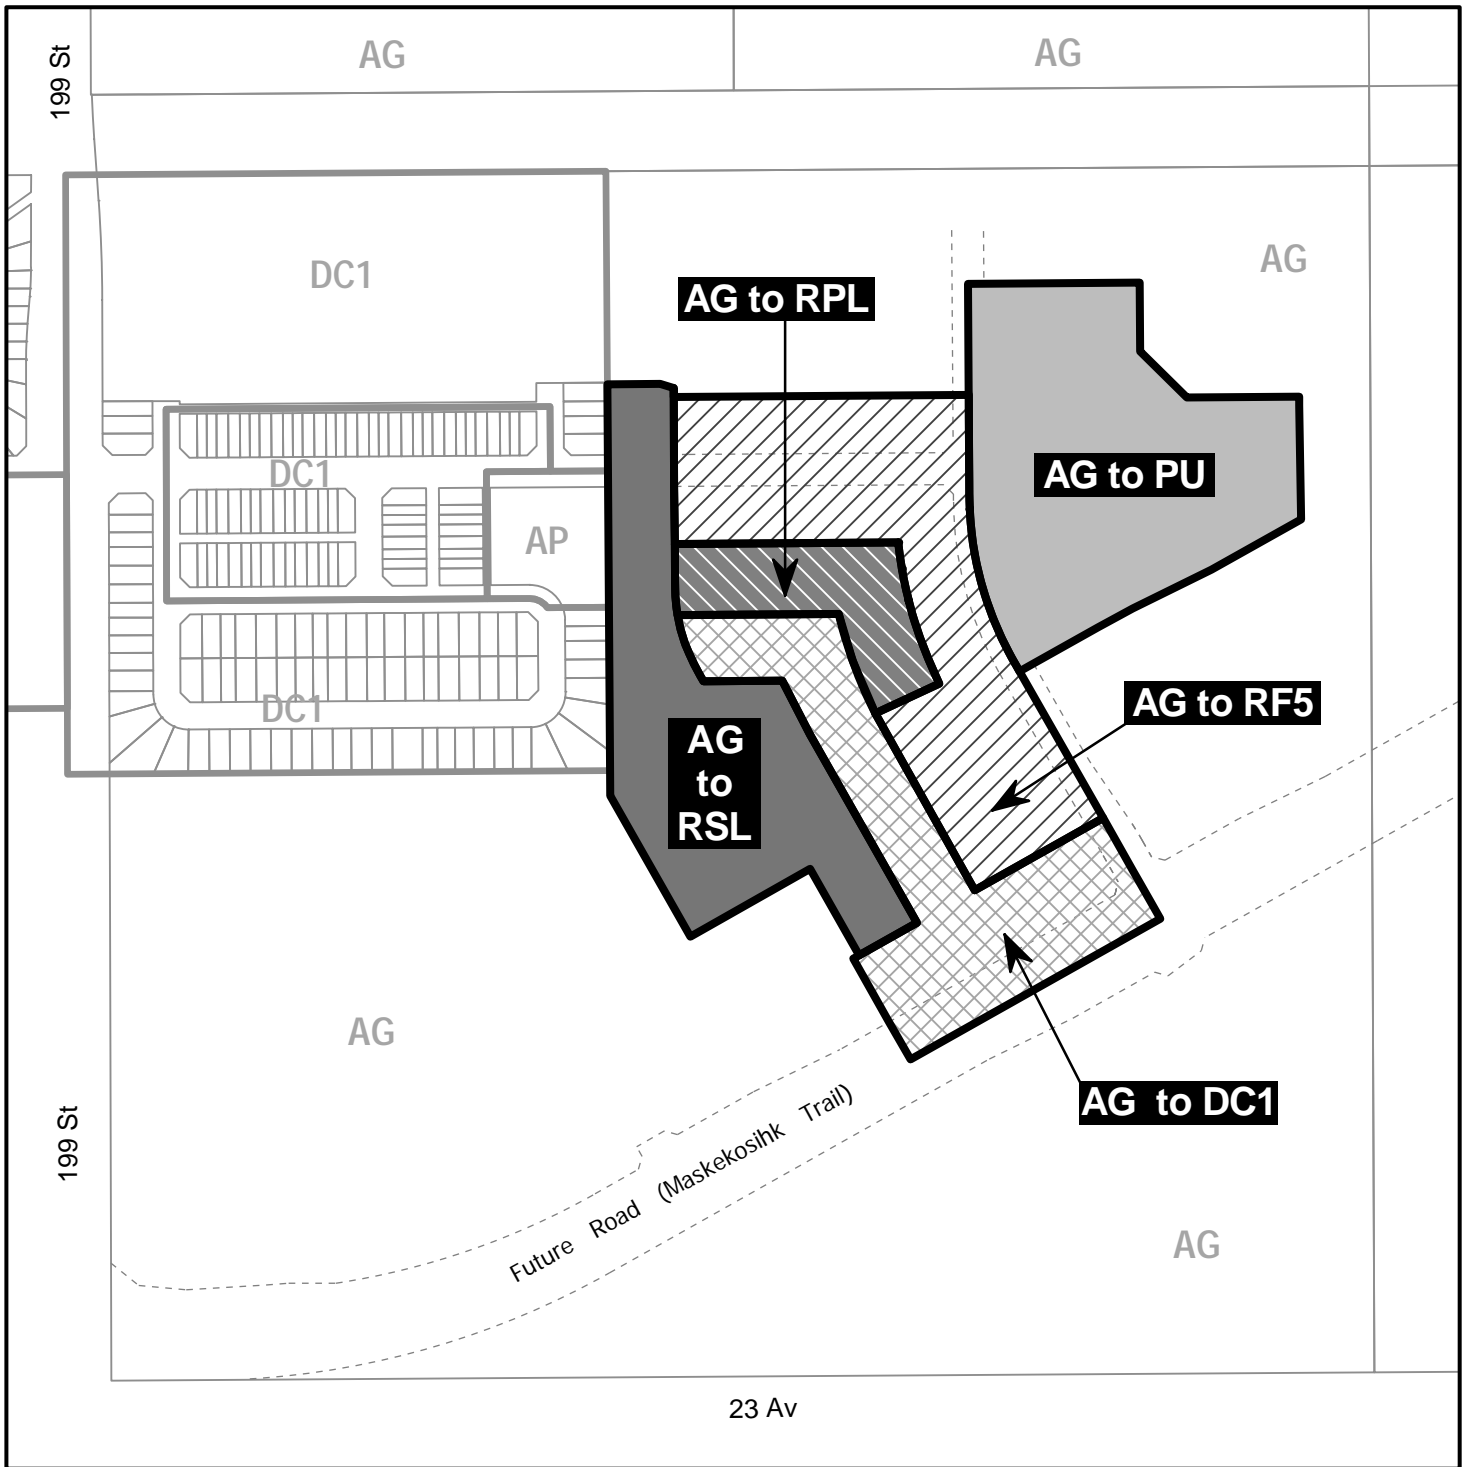 AG
AG
199 St
DC1
AG
AG to RPL
AG to PU
DC1
AP
AG to RF5
DC1
AG
to
RSL
AG
AG  to DC1
Future Road (Maskekosihk Trail)
199 St
AG
23 Av